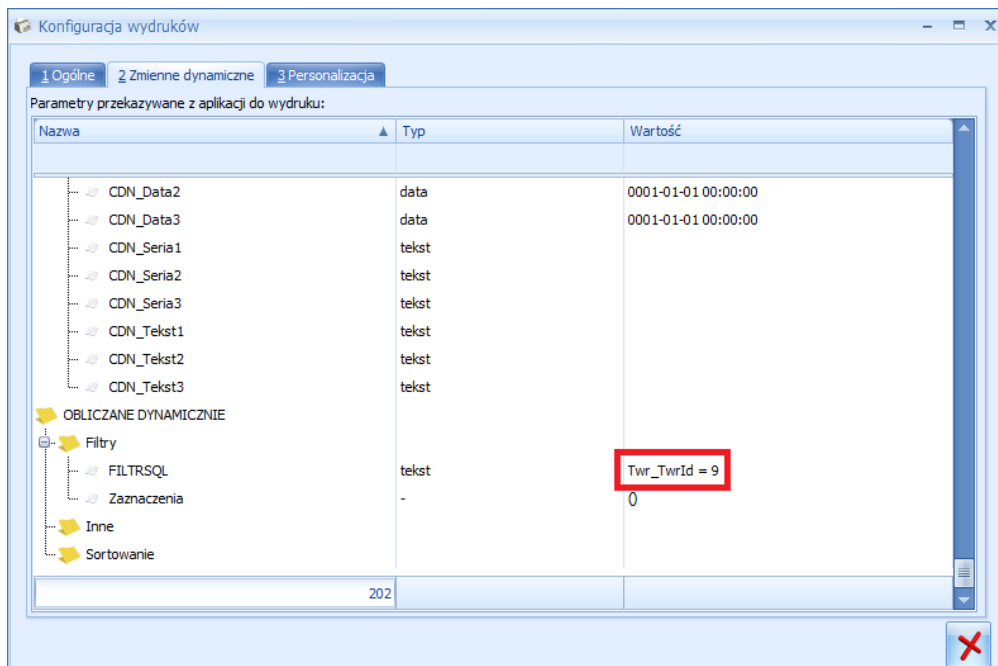 Konfiguracja wydruków
1 Ogólne 2 Zmienne dynamiczne 3 Personalizacja
Parametry przekazywane z aplikacji do wydruku:
Nazwa Typ Wartość
CDN_Data2 data 0001-01-01 00:00:00
CDN_Data3 data 0001-01-01 00:00:00
CDN_Seria1 tekst
CDN_Seria2 tekst
CDN_Seria3 tekst
CDN_Tekst1 tekst
CDN_Tekst2 tekst
CDN_Tekst3 tekst
OBLICZANE DYNAMICZNIE
Filtry
FILTRSQL tekst Twr_TwrId = 9
Zaznaczenia - ()
Inne
Sortowanie
202